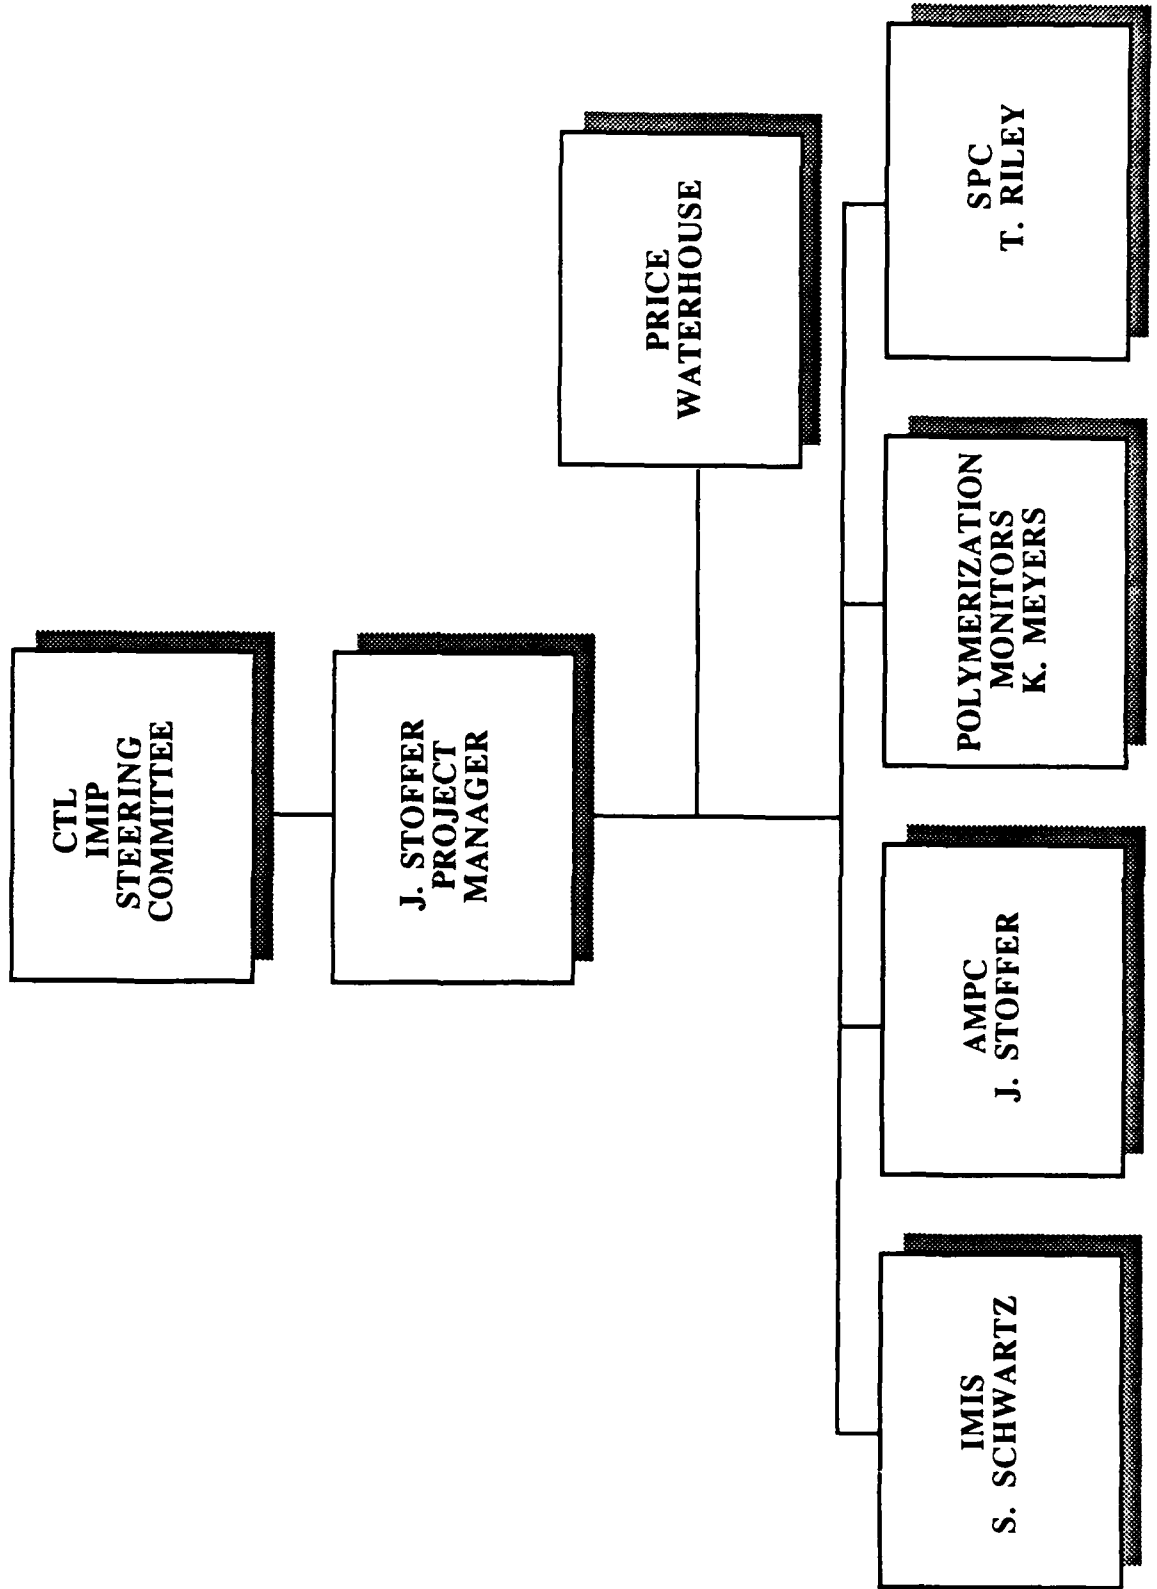 CTL
IMIP
STEERING
COMMITTEE
J. STOFFER
PROJECT
MANAGER
PRICE
WATERHOUSE
IMIS
S. SCHWARTZ
AMPC
J. STOFFER
POLYMERIZATION
MONITORS
K. MEYERS
SPC
T. RILEY